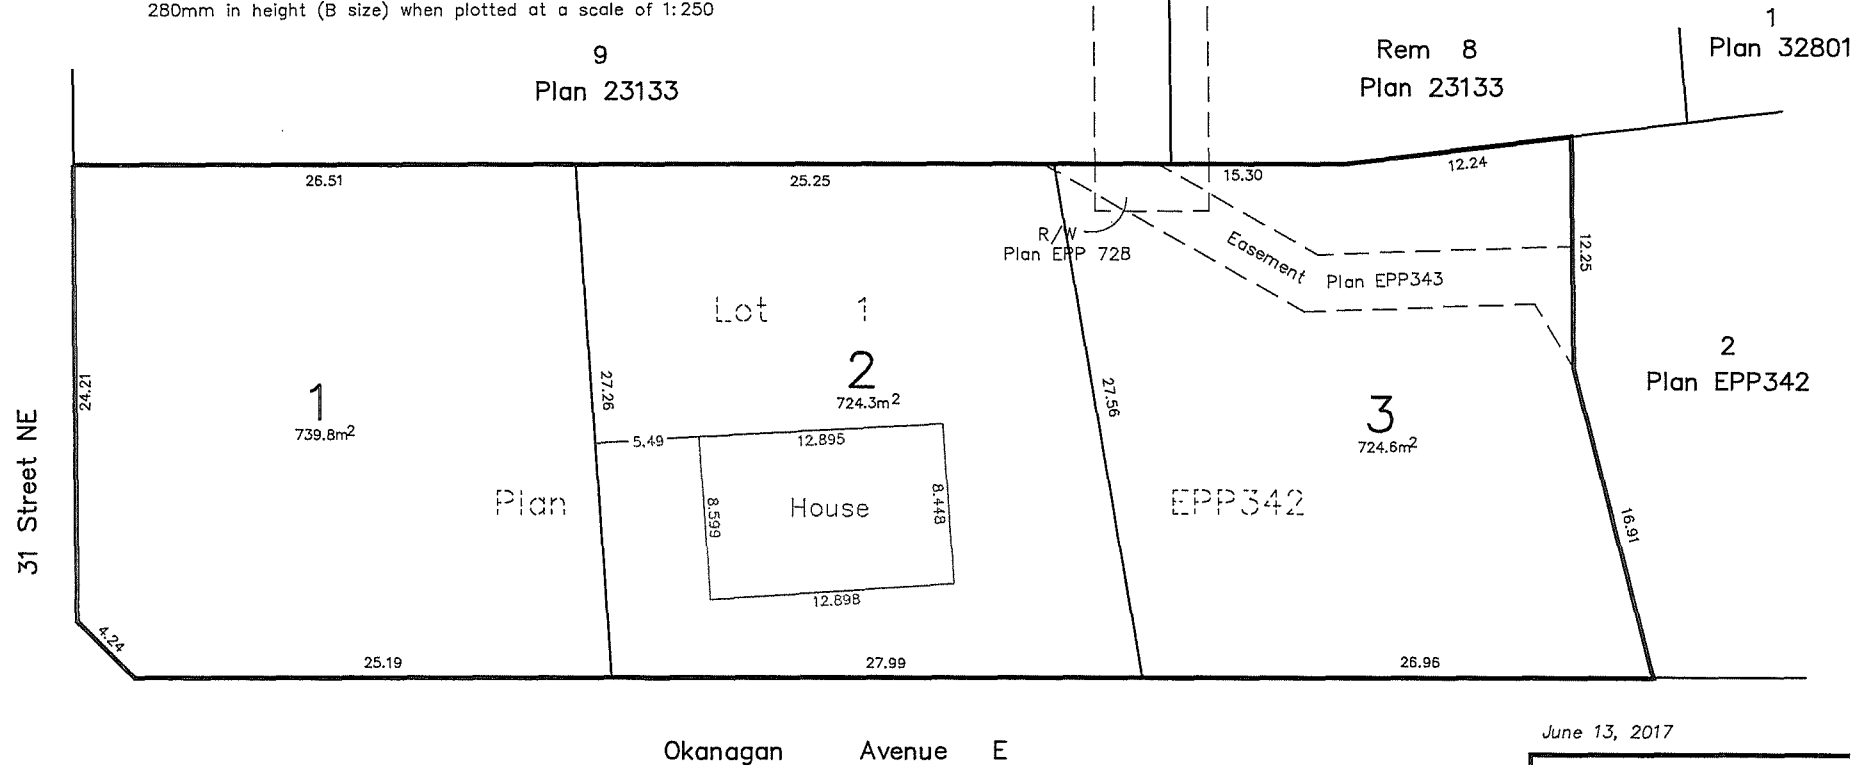 280mm in height (B size) when plotted at a scale of 1:250
9
Plan 23133
Rem 8
Plan 23133
1
Plan 32801
26.51
25.25
15.30
12.24
12.25
R/W
Plan EPP 728
Easement
Plan EPP343
Lot 1
2
724.3m²
1
739.8m²
3
724.6m²
2
Plan EPP342
24.21
27.26
27.56
31 Street NE
5.49
12.895
8.599
House
8.448
12.898
Plan EPP342
16.91
4.24
25.19
27.99
26.96
Okanagan Avenue E
June 13, 2017